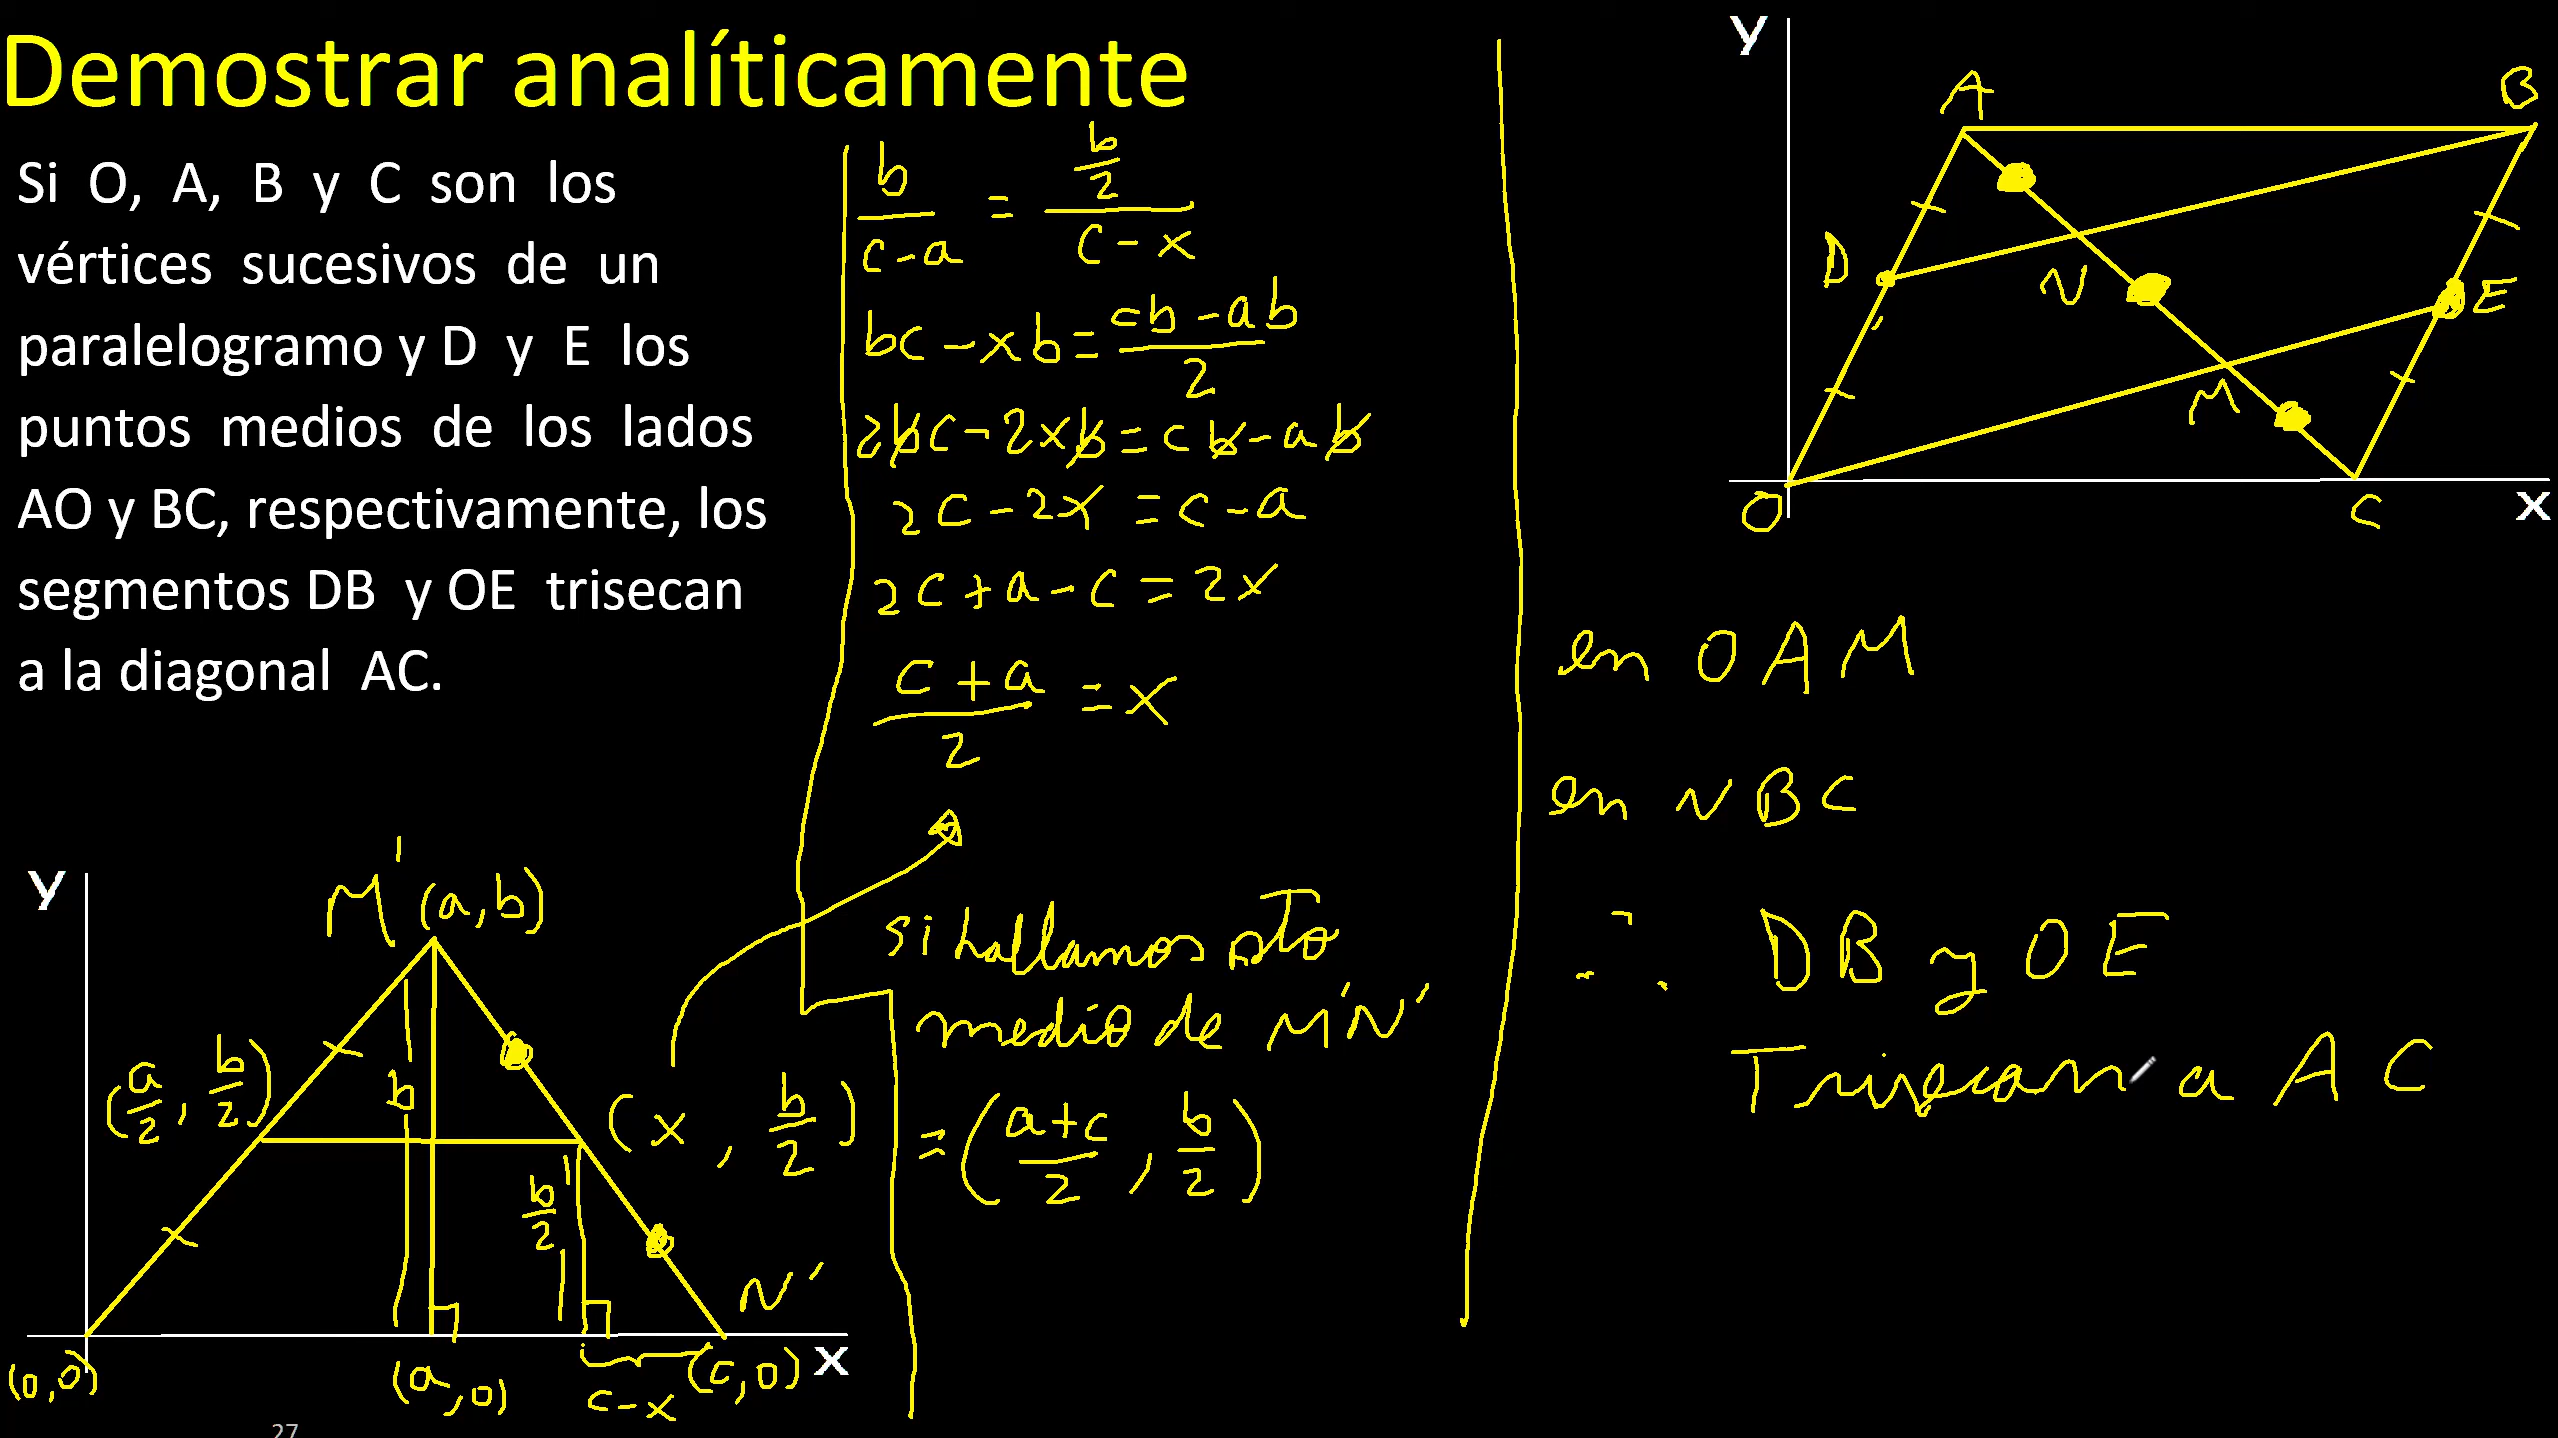 Demostrar analíticamente
Si O, A, B y C son los
vértices sucesivos de un
paralelogramo y D y E los
puntos medios de los lados
AO y BC, respectivamente, los
segmentos DB y OE trisecan
a la diagonal AC.
b/(c-a) = (b/2)/(c-x)
bc-xb = (cb-ab)/2
2bc-2xb=cb-ab
2c-2x = c-a
2c+a-c=2x
(c+a)/2 = x
si hallamos pto
medio de M'N'
= ((a+c)/2, b/2)
y
M' (a,b)
(a/2, b/2)
b
(x, b/2)
b/2
N'
(0,0)
(a,0)
c-x
(c,0)
x
27
y
A
B
D
N
E
M
O
C
x
en OAM
en NBC
∴ DB y OE
Trisecan a AC